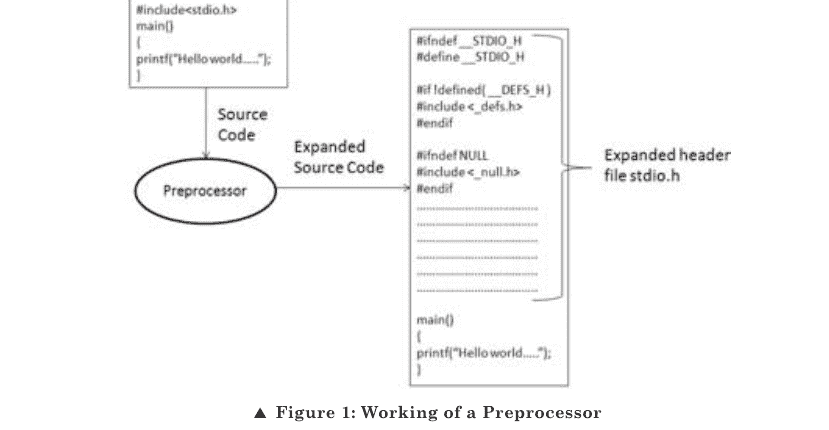 #include<stdio.h>
main()
{
printf("Hello world.....");
}
Source
Code
Preprocessor
Expanded
Source Code
#ifndef __STDIO_H
#define __STDIO_H
#if !defined(__DEFS_H)
#include <_defs.h>
#endif
#ifndef NULL
#include <_null.h>
#endif
main()
{
printf("Hello world.....");
}
Expanded header
file stdio.h
▲ Figure 1: Working of a Preprocessor